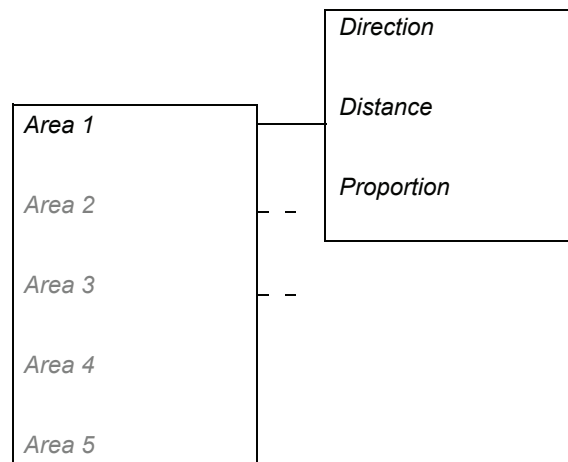 Direction
Distance
Proportion
Area 1
Area 2
Area 3
Area 4
Area 5